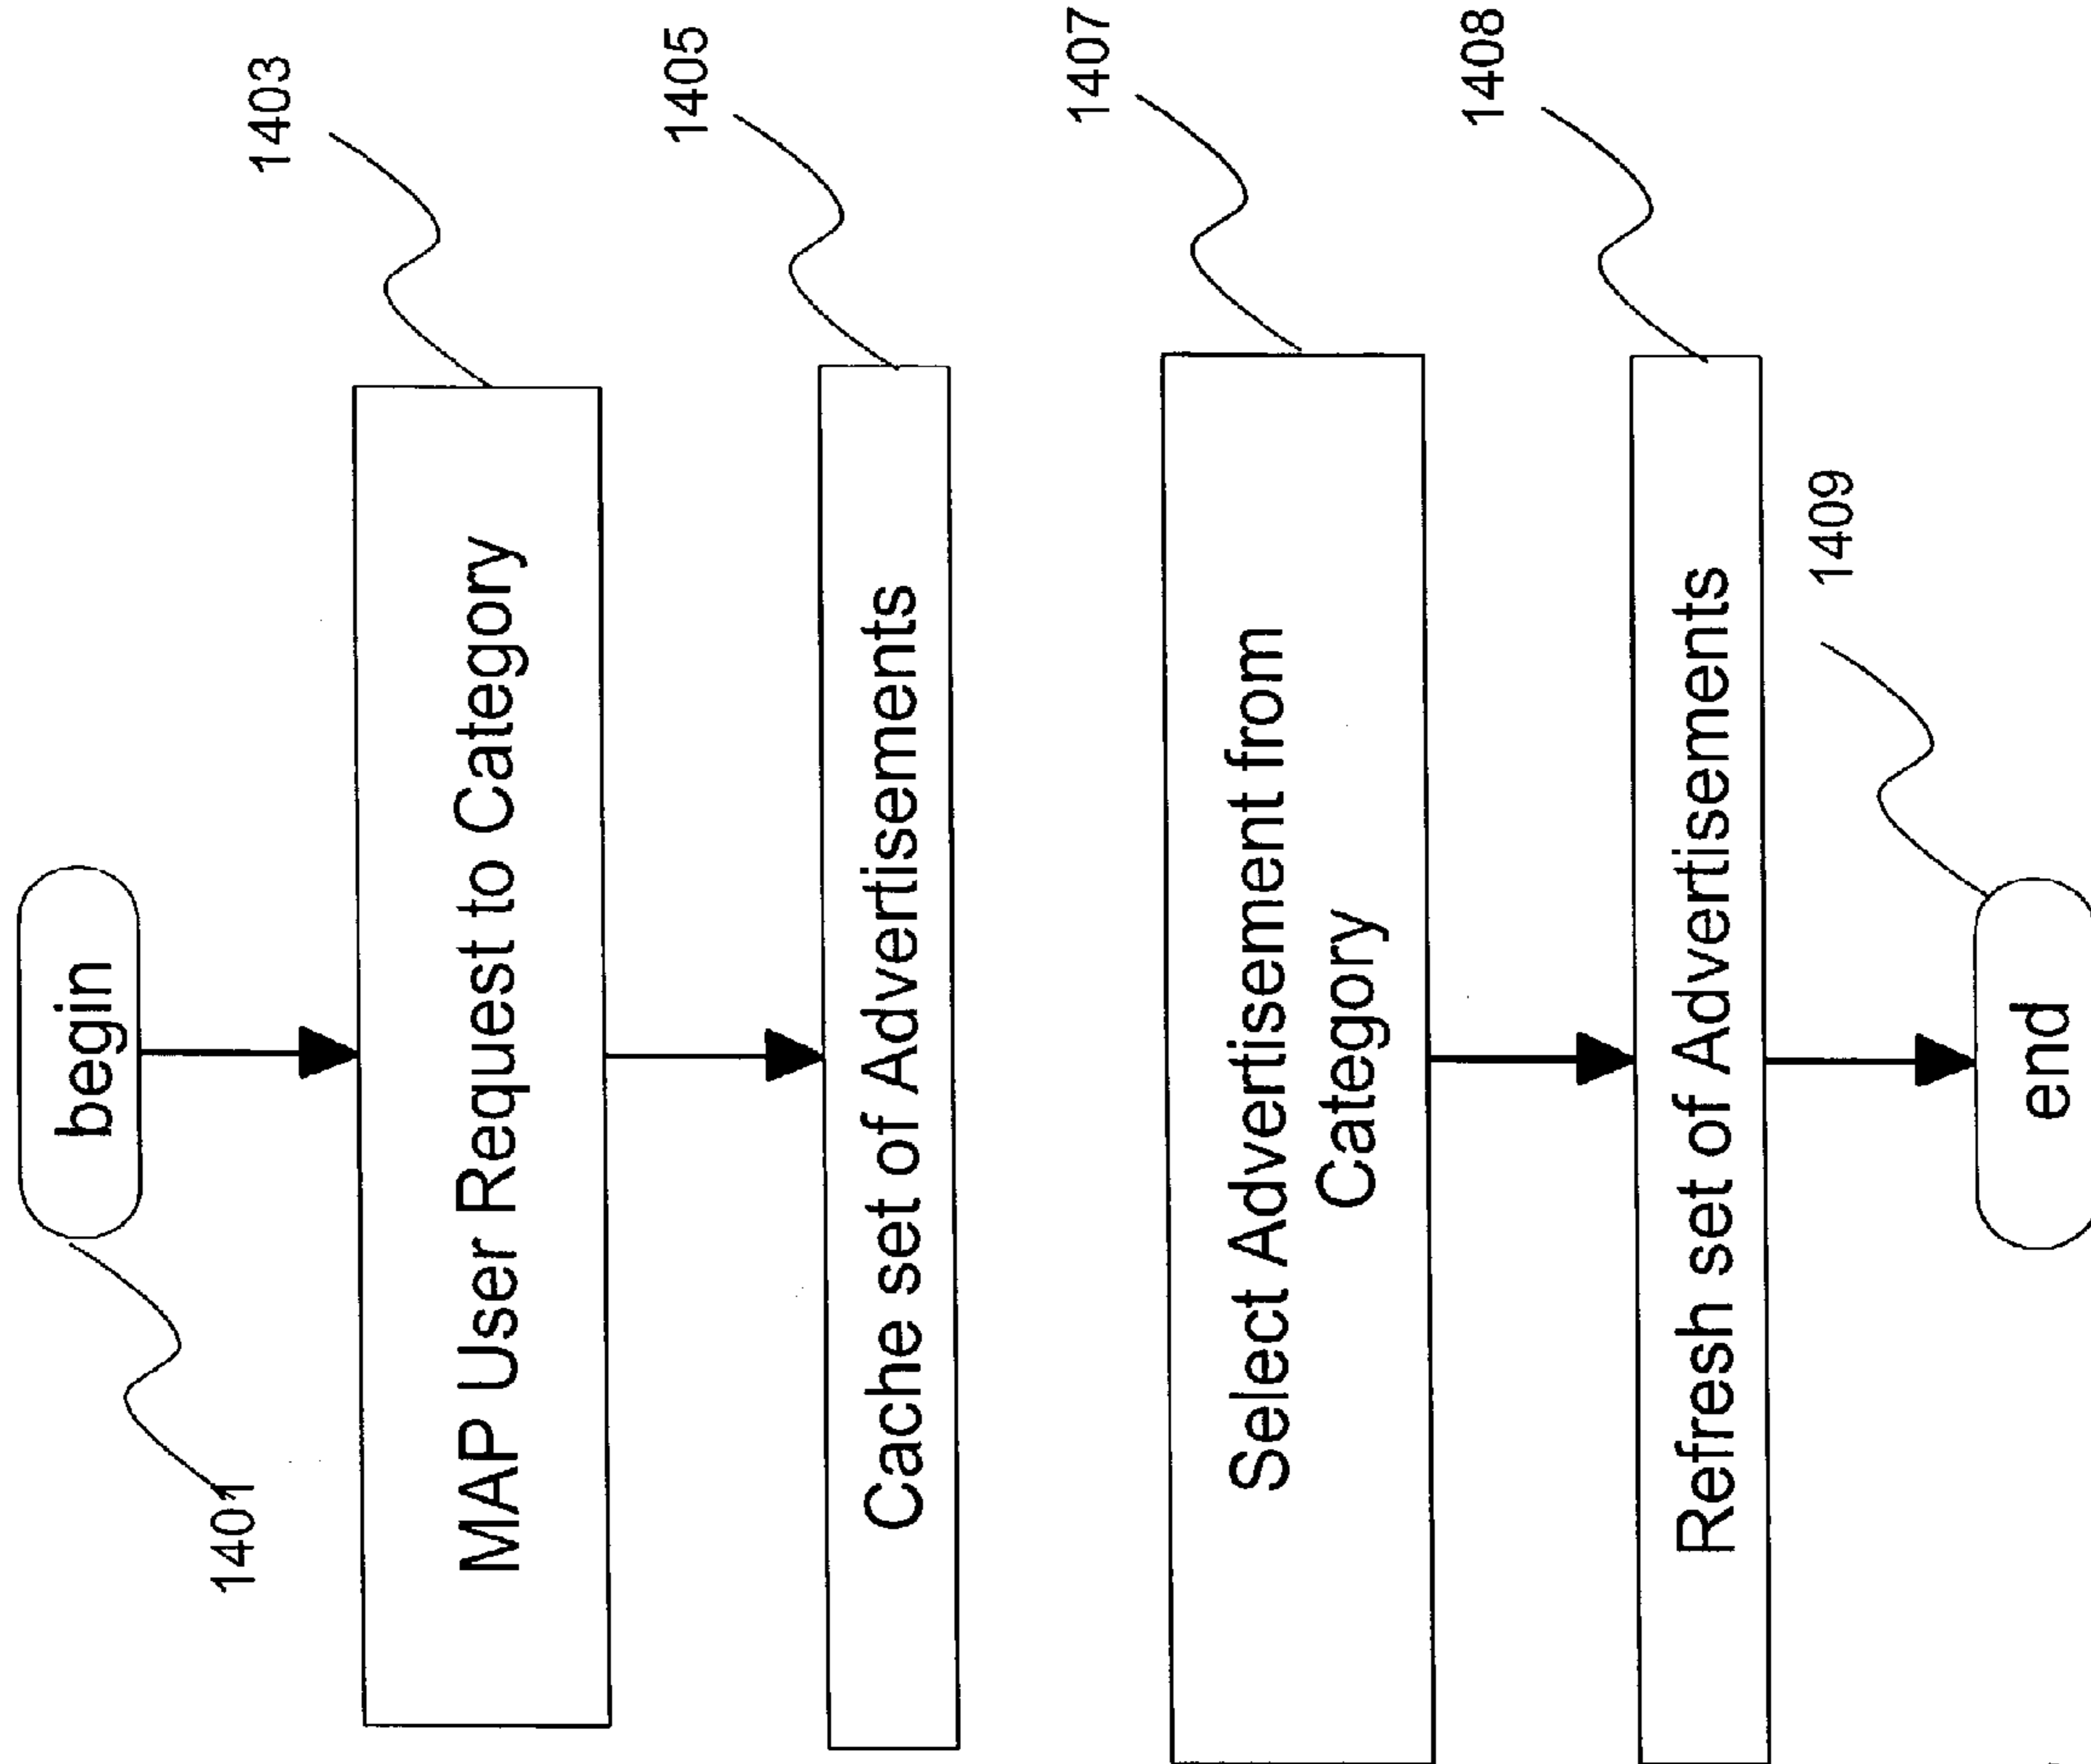 begin
1401
MAP User Request to Category
1403
Cache set of Advertisements
1405
Select Advertisement from
Category
1407
Refresh set of Advertisements
1408
end
1409